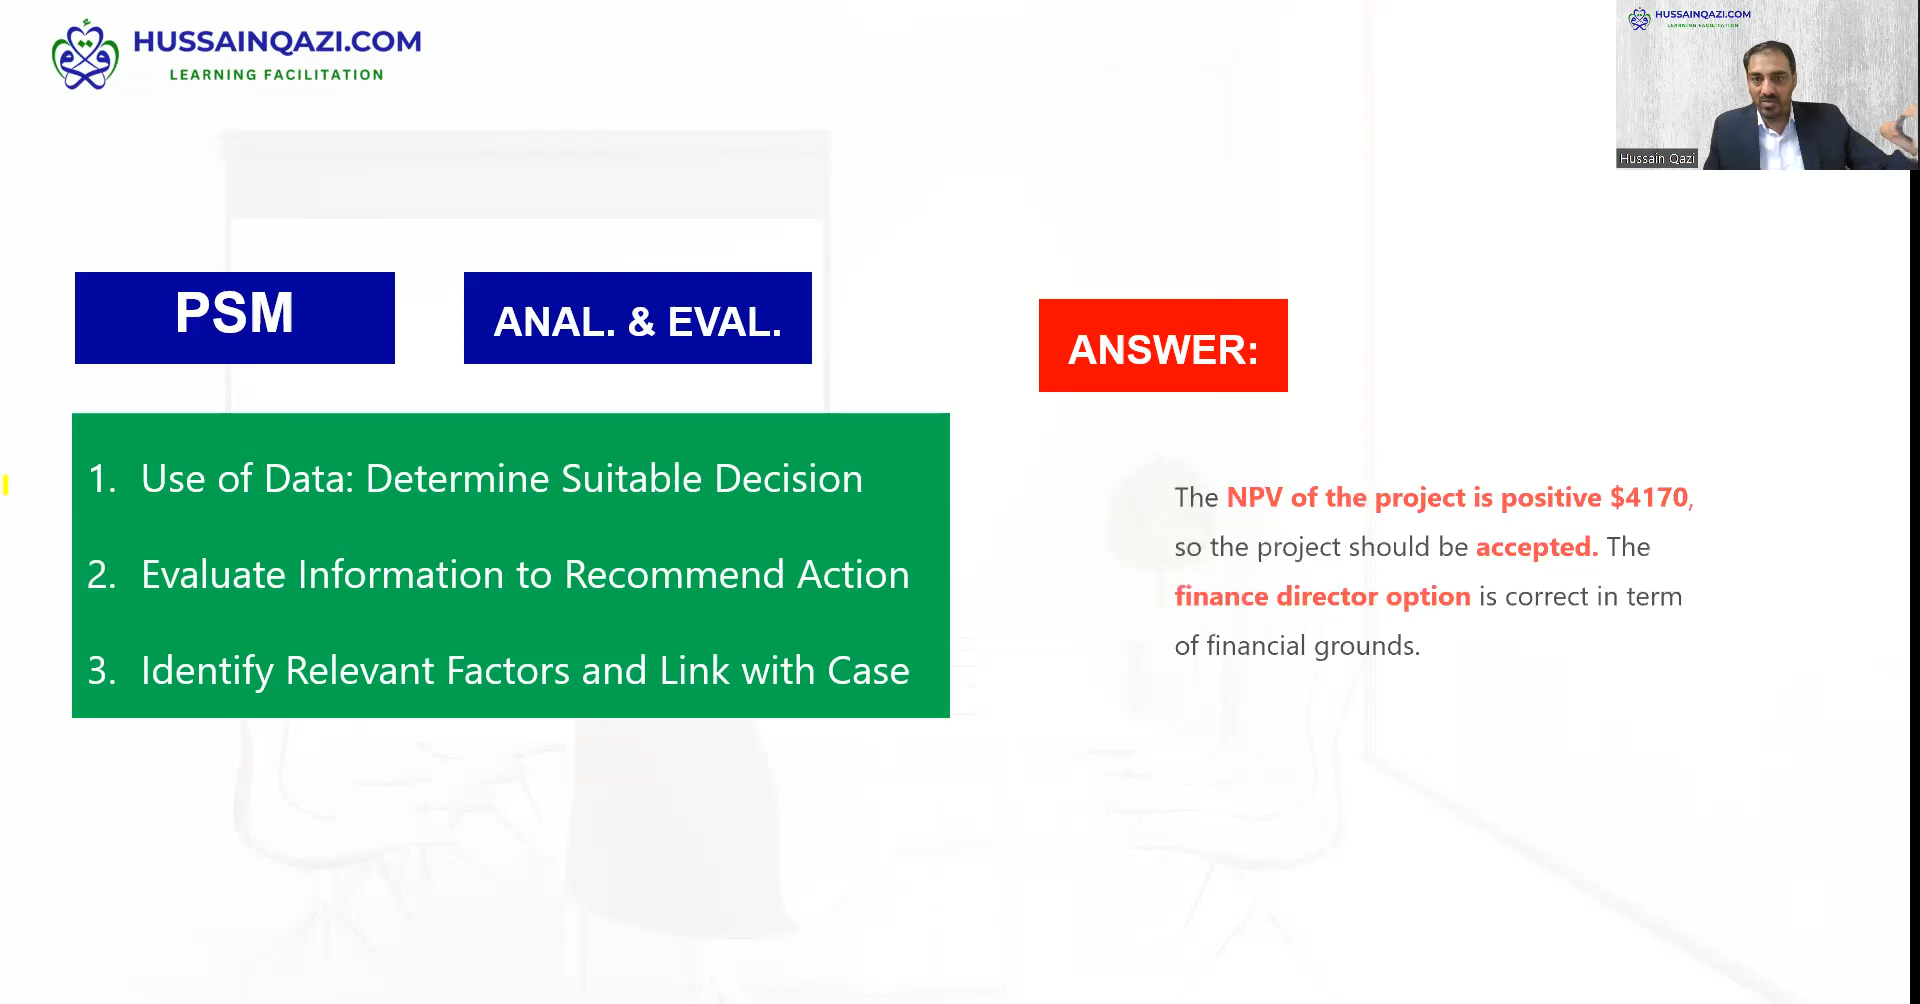 HUSSAINQAZI.COM
LEARNING FACILITATION
HUSSAINQAZI.COM
LEARNING FACILITATION
Hussain Qazi
PSM
ANAL. & EVAL.
ANSWER:
1. Use of Data: Determine Suitable Decision
2. Evaluate Information to Recommend Action
3. Identify Relevant Factors and Link with Case
The NPV of the project is positive $4170,
so the project should be accepted. The
finance director option is correct in term
of financial grounds.